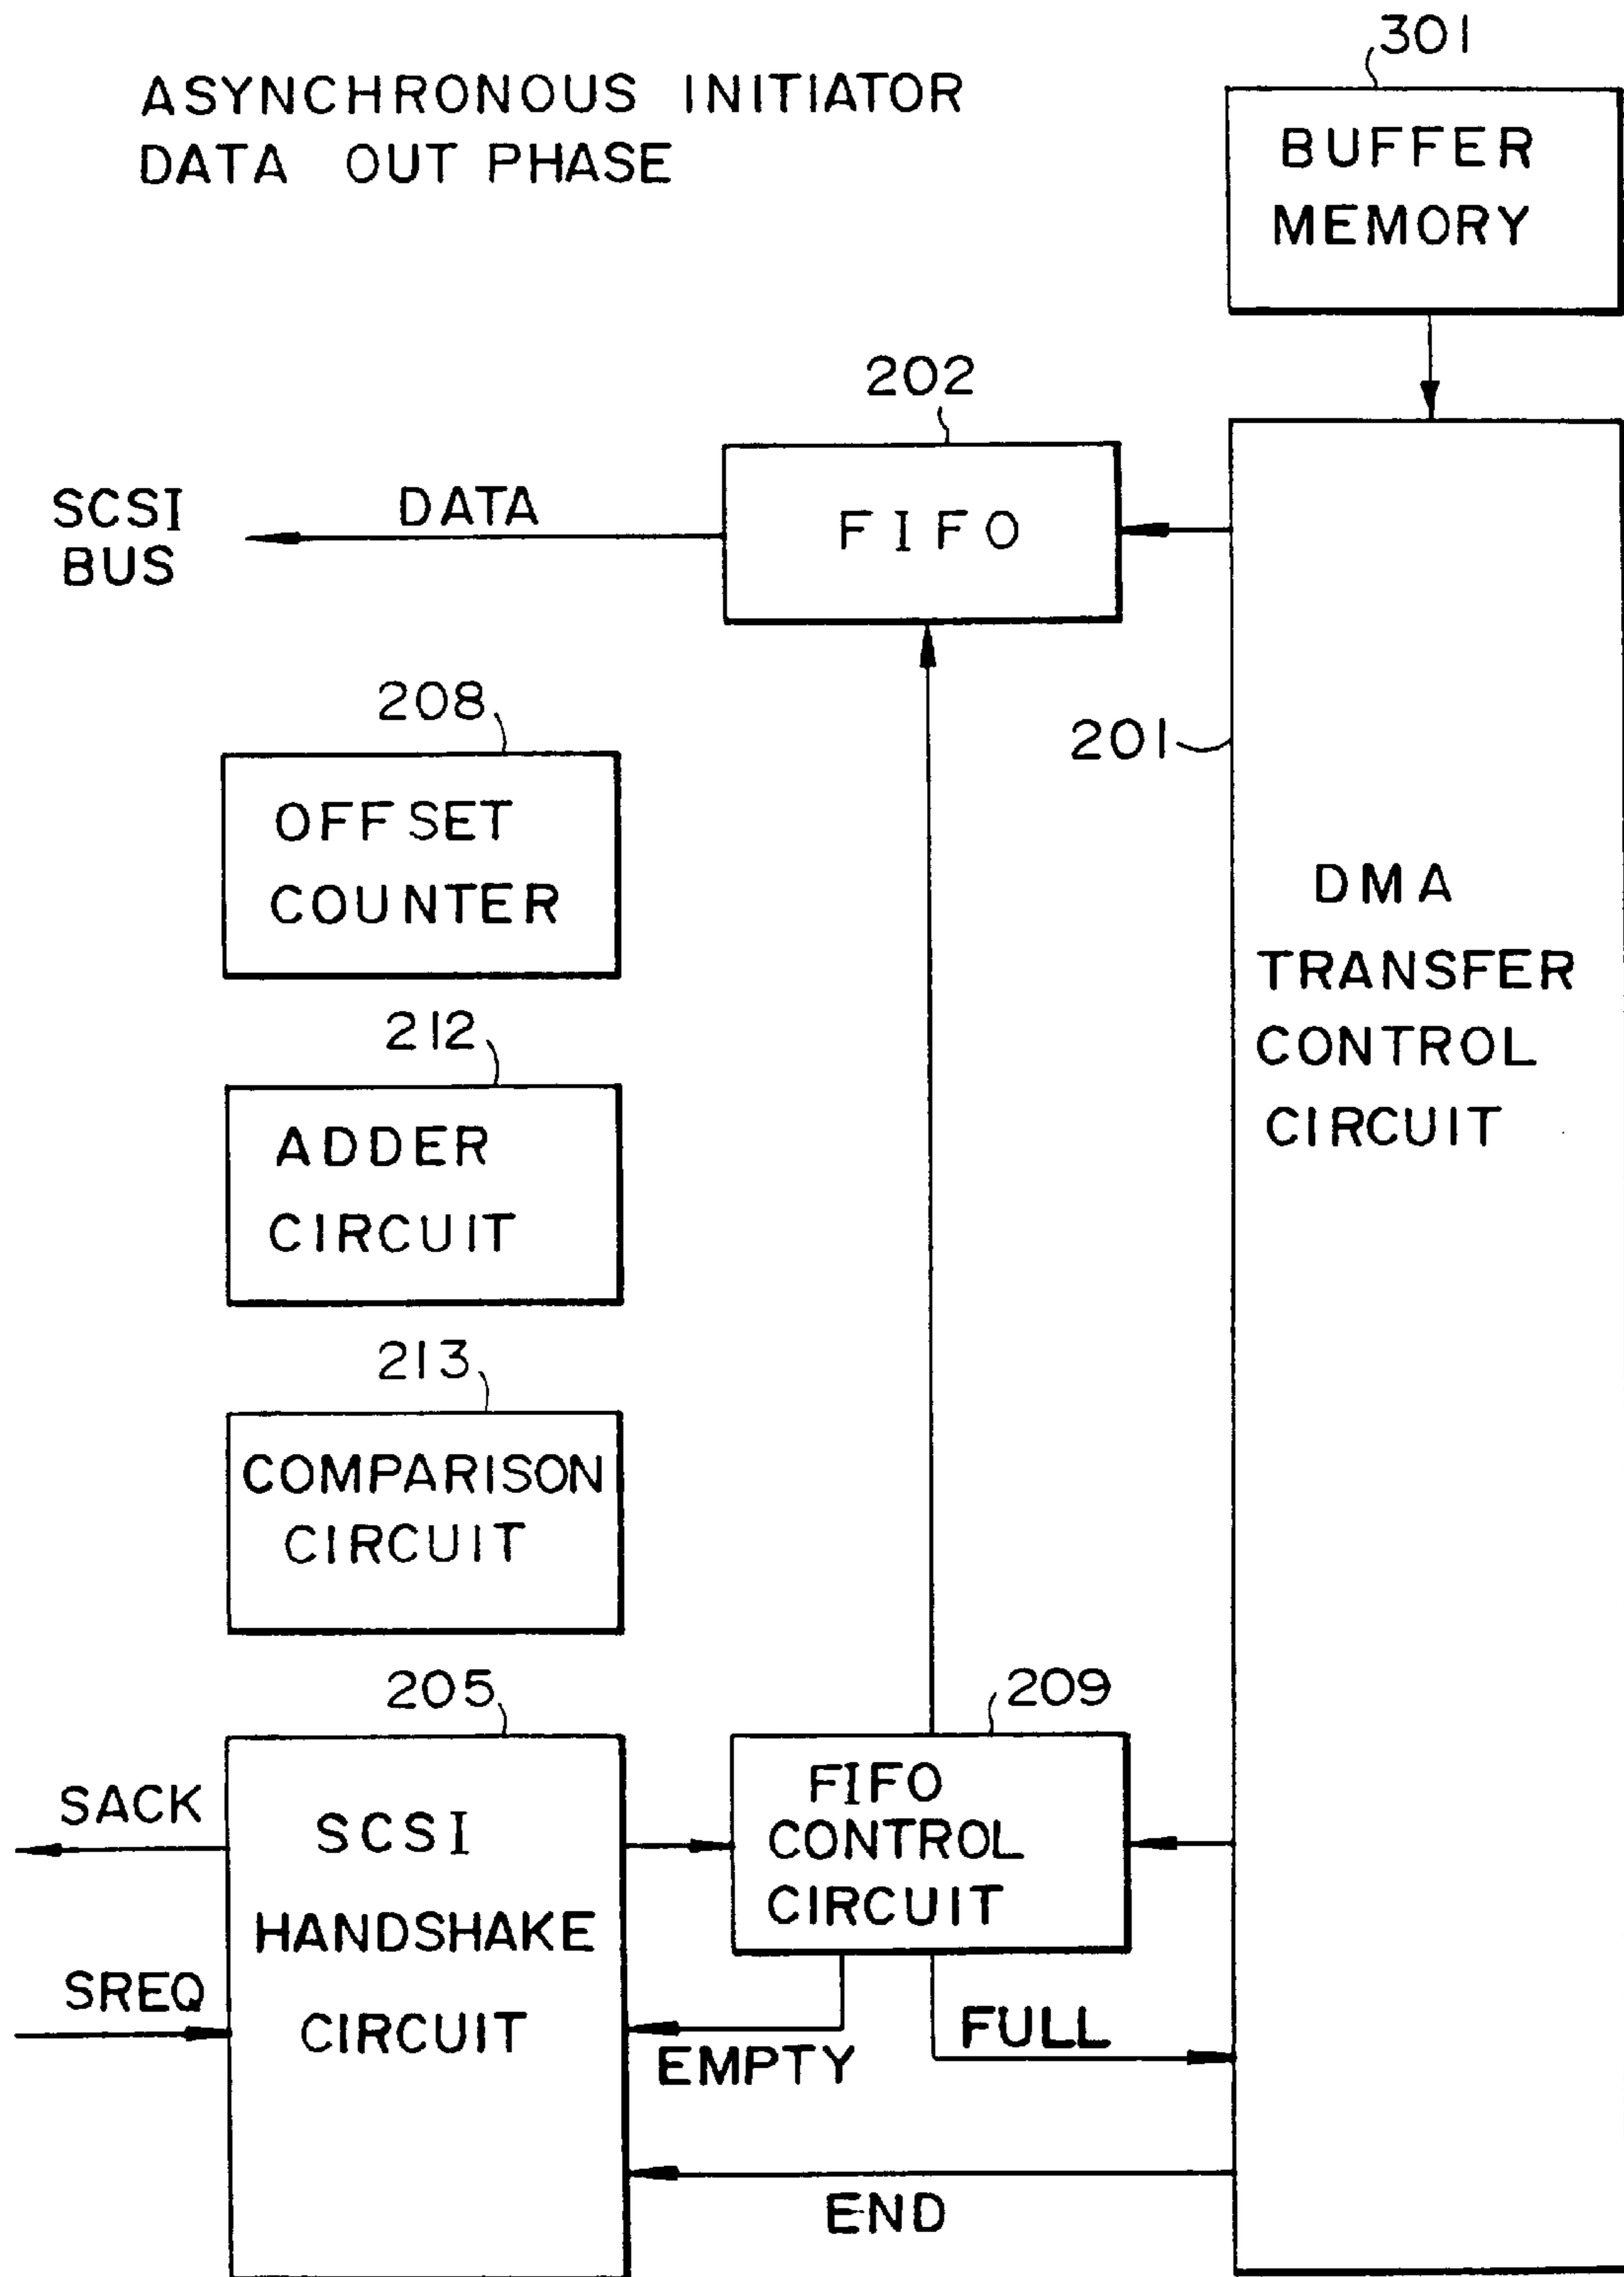 301
ASYNCHRONOUS INITIATOR
DATA OUT PHASE
BUFFER
MEMORY
202
SCSI
BUS
DATA
FIFO
208
201
OFFSET
COUNTER
DMA
TRANSFER
CONTROL
CIRCUIT
212
ADDER
CIRCUIT
213
COMPARISON
CIRCUIT
205
209
SACK
SCSI
HANDSHAKE
CIRCUIT
FIFO
CONTROL
CIRCUIT
SREQ
EMPTY
FULL
END